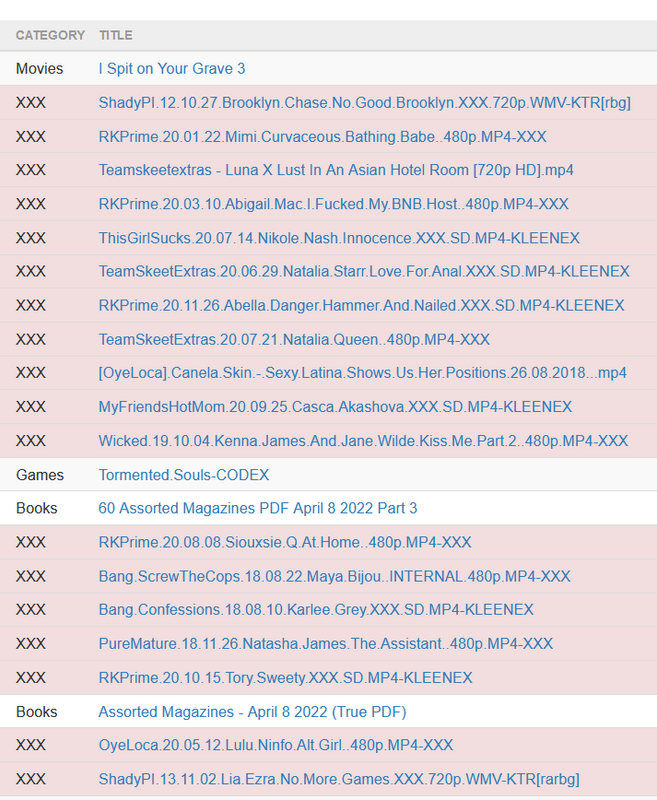 CATEGORY TITLE
Movies I Spit on Your Grave 3
XXX ShadyPI.12.10.27.Brooklyn.Chase.No.Good.Brooklyn.XXX.720p.WMV-KTR[rbg]
XXX RKPrime.20.01.22.Mimi.Curvaceous.Bathing.Babe..480p.MP4-XXX
XXX Teamskeetextras - Luna X Lust In An Asian Hotel Room [720p HD].mp4
XXX RKPrime.20.03.10.Abigail.Mac.I.Fucked.My.BNB.Host..480p.MP4-XXX
XXX ThisGirlSucks.20.07.14.Nikole.Nash.Innocence.XXX.SD.MP4-KLEENEX
XXX TeamSkeetExtras.20.06.29.Natalia.Starr.Love.For.Anal.XXX.SD.MP4-KLEENEX
XXX RKPrime.20.11.26.Abella.Danger.Hammer.And.Nailed.XXX.SD.MP4-KLEENEX
XXX TeamSkeetExtras.20.07.21.Natalia.Queen..480p.MP4-XXX
XXX [OyeLoca].Canela.Skin.-.Sexy.Latina.Shows.Us.Her.Positions.26.08.2018...mp4
XXX MyFriendsHotMom.20.09.25.Casca.Akashova.XXX.SD.MP4-KLEENEX
XXX Wicked.19.10.04.Kenna.James.And.Jane.Wilde.Kiss.Me.Part.2..480p.MP4-XXX
Games Tormented.Souls-CODEX
Books 60 Assorted Magazines PDF April 8 2022 Part 3
XXX RKPrime.20.08.08.Siouxsie.Q.At.Home..480p.MP4-XXX
XXX Bang.ScrewTheCops.18.08.22.Maya.Bijou..INTERNAL.480p.MP4-XXX
XXX Bang.Confessions.18.08.10.Karlee.Grey.XXX.SD.MP4-KLEENEX
XXX PureMature.18.11.26.Natasha.James.The.Assistant..480p.MP4-XXX
XXX RKPrime.20.10.15.Tory.Sweety.XXX.SD.MP4-KLEENEX
Books Assorted Magazines - April 8 2022 (True PDF)
XXX OyeLoca.20.05.12.Lulu.Ninfo.Alt.Girl..480p.MP4-XXX
XXX ShadyPI.13.11.02.Lia.Ezra.No.More.Games.XXX.720p.WMV-KTR[rarbg]